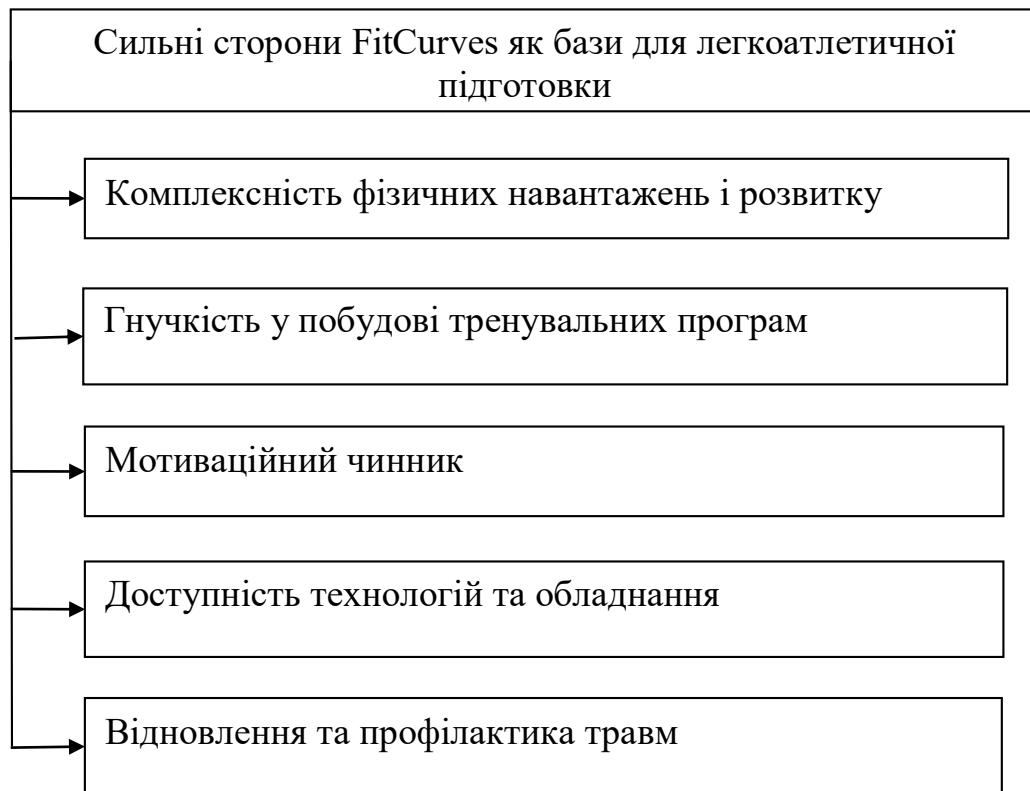 Сильні сторони FitCurves як бази для легкоатлетичної
підготовки
Комплексність фізичних навантажень і розвитку
Гнучкість у побудові тренувальних програм
Мотиваційний чинник
Доступність технологій та обладнання
Відновлення та профілактика травм